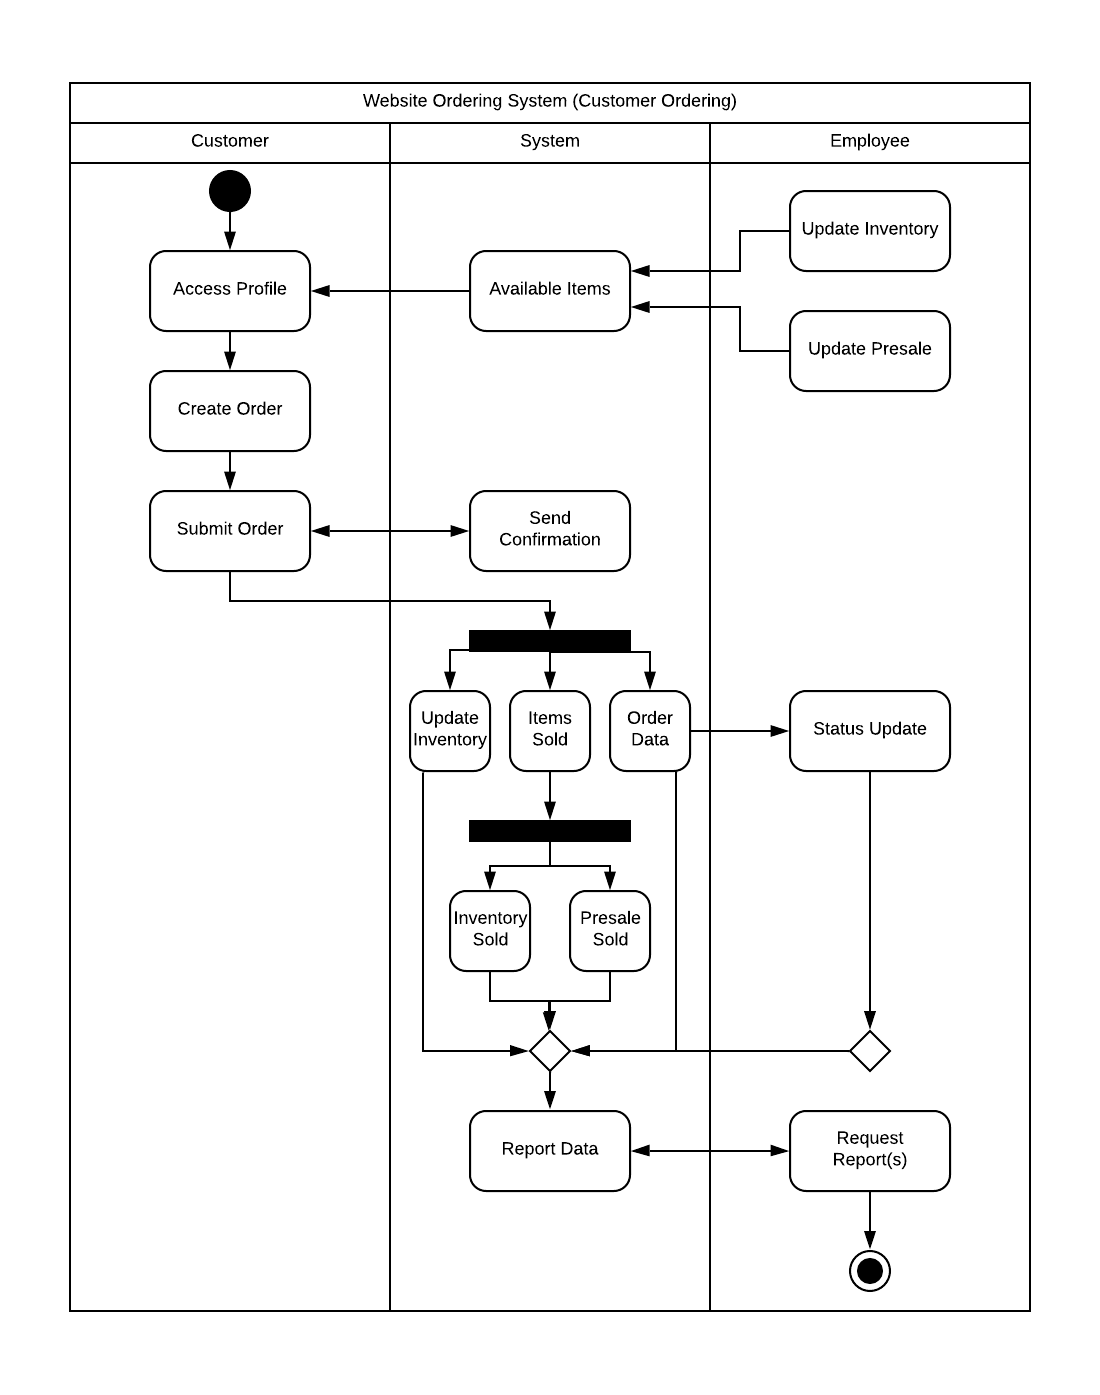 Website Ordering System (Customer Ordering)
Customer
System
Employee
Update Inventory
Access Profile
Available Items
Update Presale
Create Order
Submit Order
Send
Confirmation
Update
Inventory
Items
Sold
Order
Data
Status Update
Inventory
Sold
Presale
Sold
Report Data
Request
Report(s)